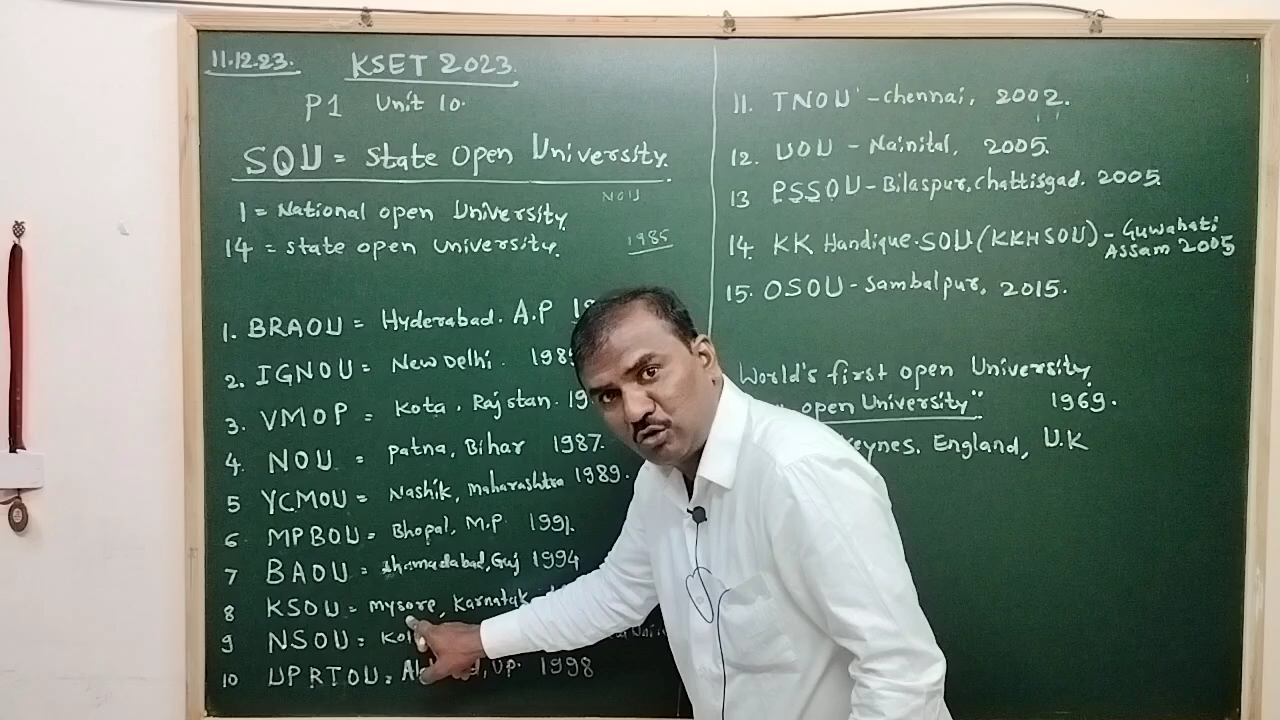 11.12.23. KSET 2023.
P1 Unit 10.
SOU = State Open University.
1 = National open University NOU
14 = state open university. 1985
1. BRAOU = Hyderabad. A.P
2. IGNOU = New Delhi. 1985
3. VMOP = Kota, Rajstan.
4 NOU = Patna, Bihar 1987.
5 YCMOU = Nashik, Maharashtra 1989.
6 MPBOU = Bhopal, M.P. 1991.
7 BAOU = Ahamadabad, Guj 1994
8 KSOU = Mysore, Karnatak
9 NSOU =
10 UPRTOU = UP. 1998
11. TNOU - chennai, 2002.
12. UOU - Nainital, 2005.
13 PSSOU - Bilaspur, Chattisgad. 2005
14. KK Handique.SOU (KKHSOU) - Guwahati
Assam 2005
15. OSOU - Sambalpur, 2015.
World's first open University
open University" 1969.
England, U.K